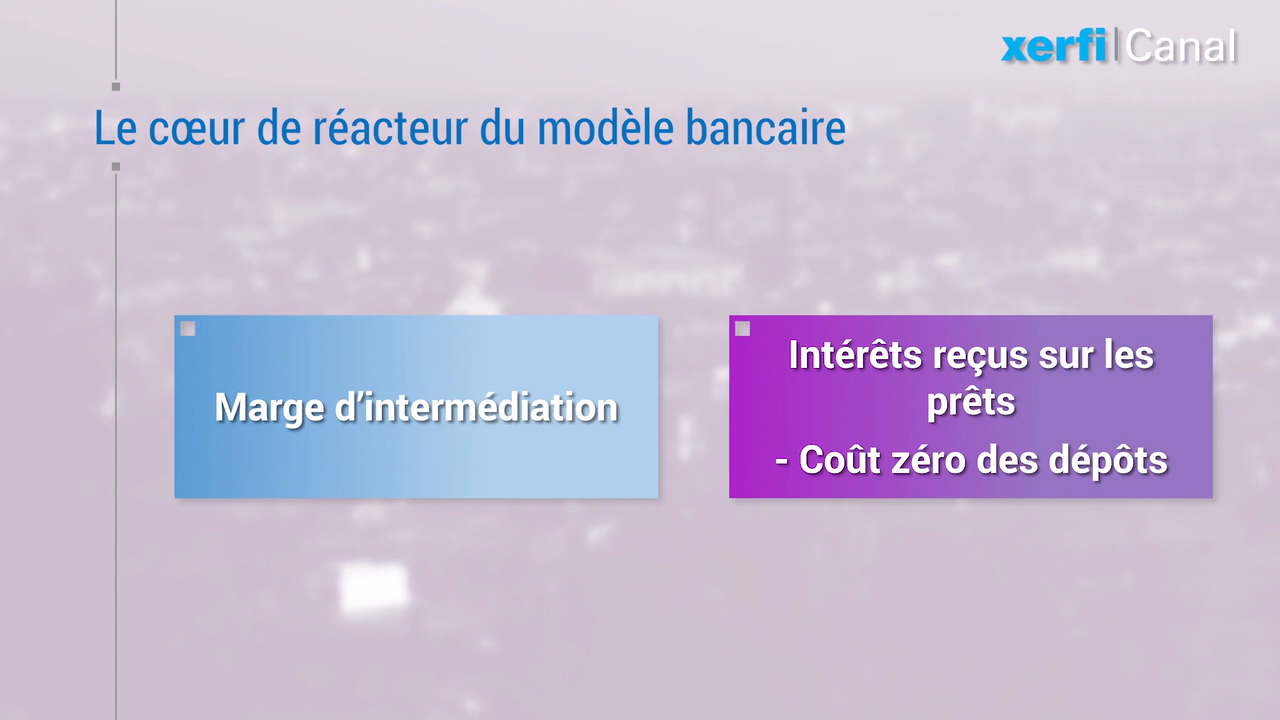 xerfi Canal
Le cœur de réacteur du modèle bancaire
Marge d’intermédiation
Intérêts reçus sur les
prêts
- Coût zéro des dépôts